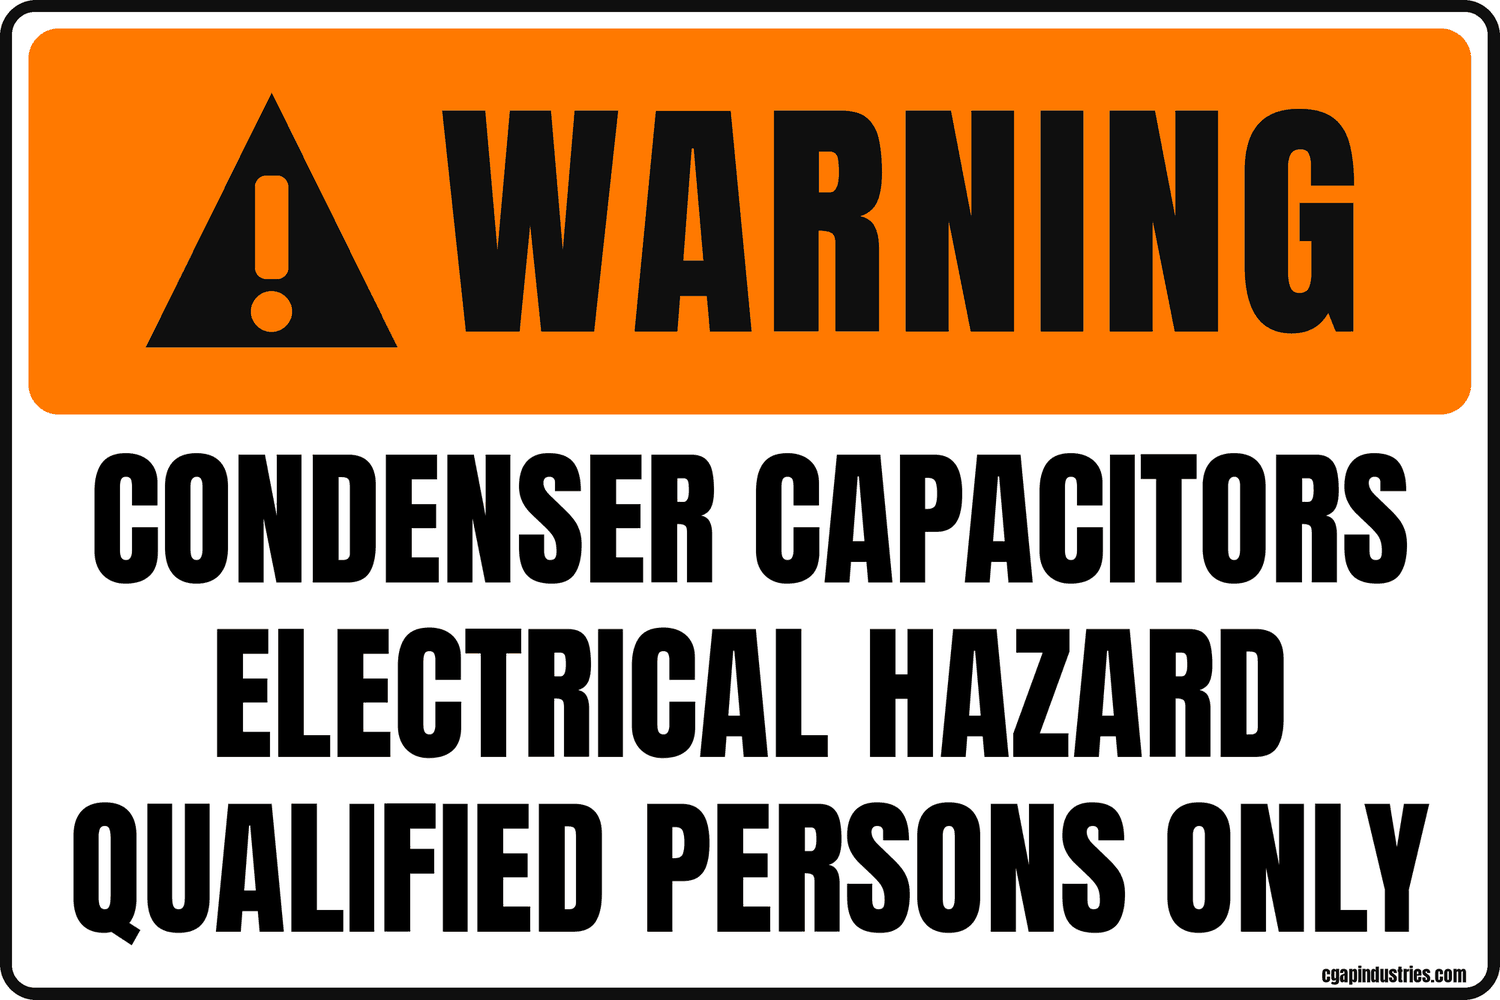 WARNING
CONDENSER CAPACITORS
ELECTRICAL HAZARD
QUALIFIED PERSONS ONLY
cgapindustries.com